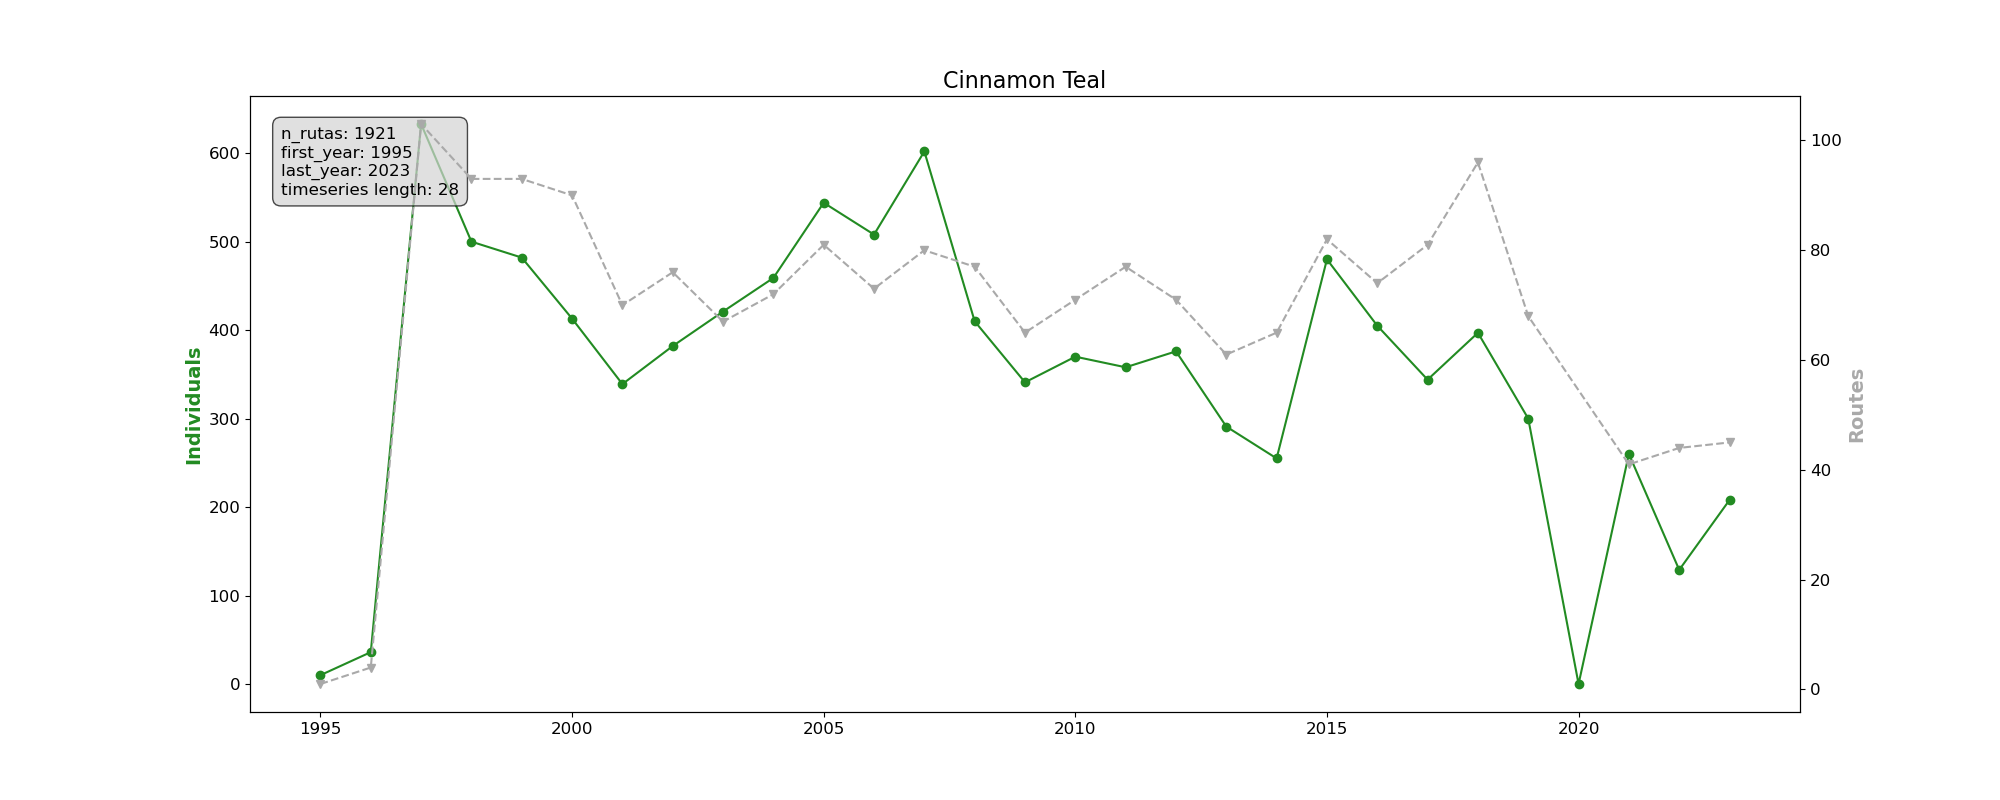 Cinnamon Teal
n_rutas: 1921
first_year: 1995
last_year: 2023
timeseries length: 28
Individuals
600
500
400
300
200
100
0
Routes
100
80
60
40
20
0
1995 2000 2005 2010 2015 2020